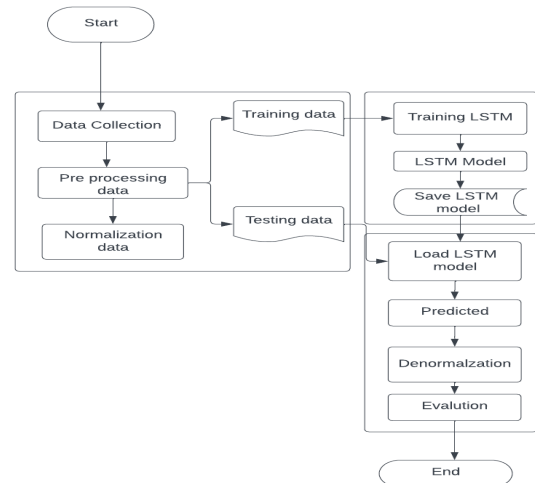 Start
Data Collection
Pre processing
data
Normalization
data
Training data
Testing data
Training LSTM
LSTM Model
Save LSTM
model
Load LSTM
model
Predicted
Denormalzation
Evalution
End